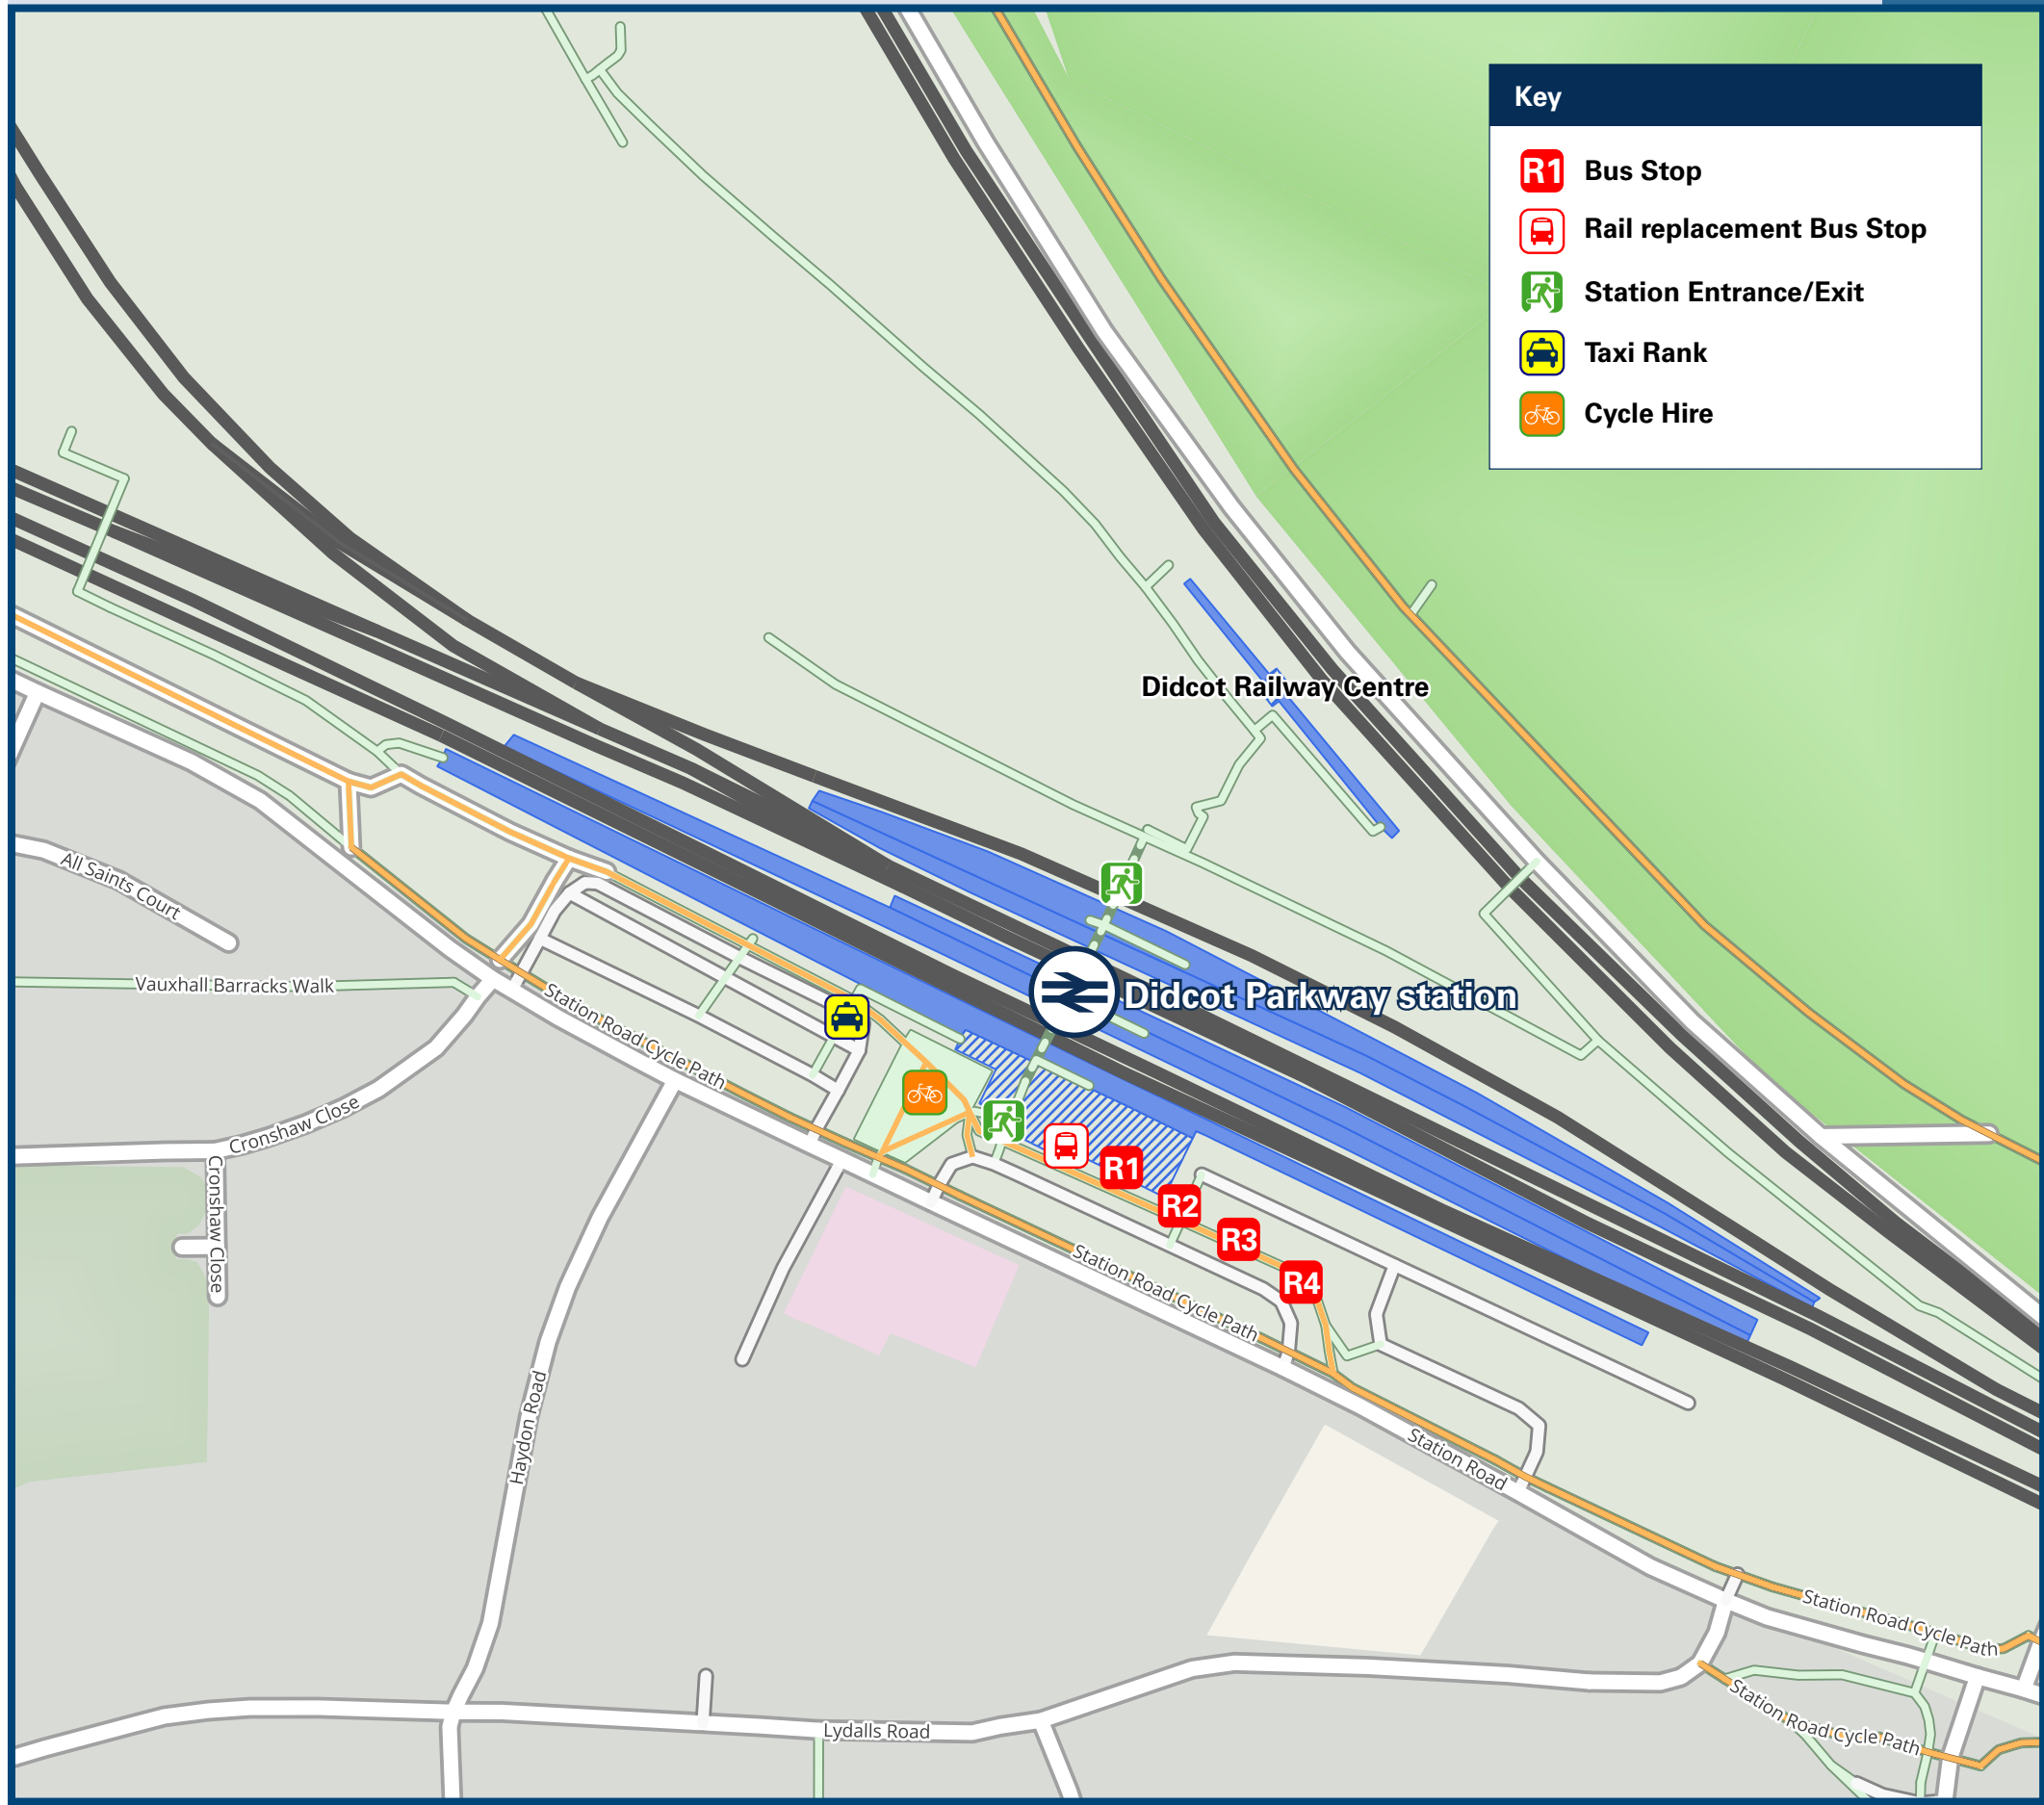 Key
R1 Bus Stop
Rail replacement Bus Stop
Station Entrance/Exit
Taxi Rank
Cycle Hire
Didcot Railway Centre
All Saints Court
Vauxhall Barracks Walk
Didcot Parkway station
Station Road Cycle Path
Cronshaw Close
Cronshaw Close
R1
R2
R3
R4
Station Road Cycle Path
Haydon Road
Station Road
Station Road Cycle Path
Station Road Cycle Path
Lydalls Road